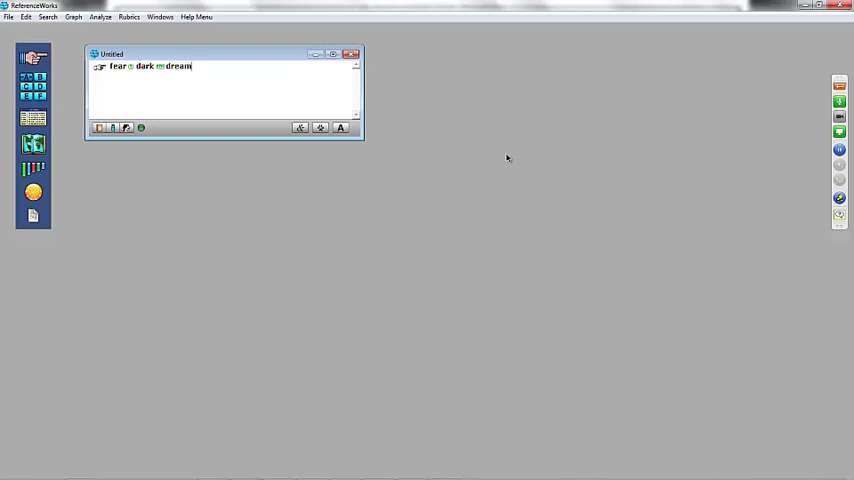 ReferenceWorks
File Edit Search Graph Analyze Rubrics Windows Help Menu
Untitled
fear dark dream
A B
C D
E F
& A